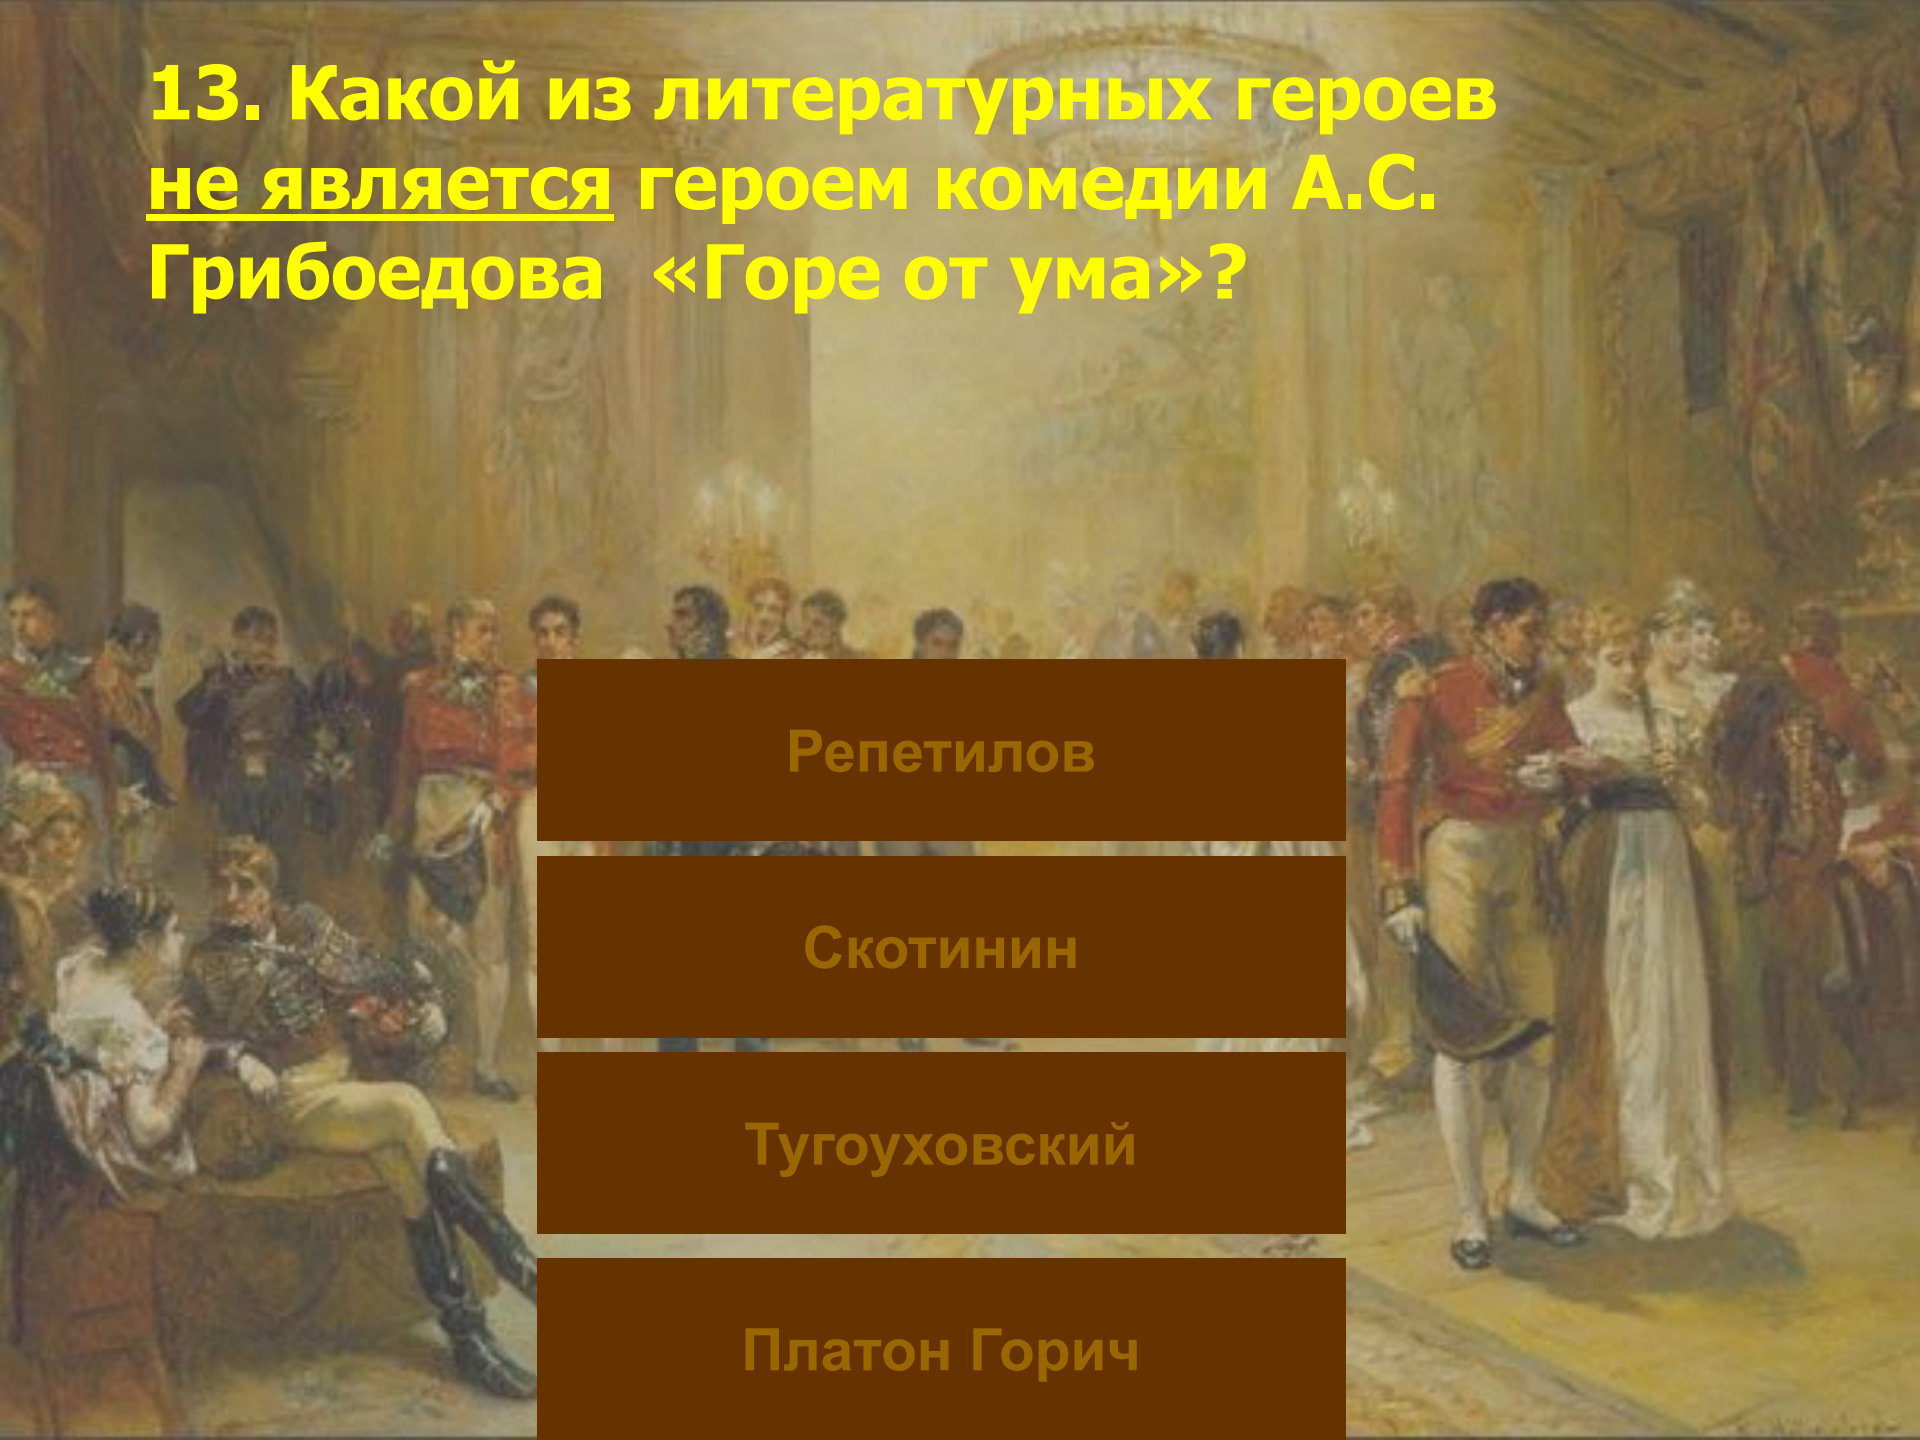 13. Какой из литературных героев
не является героем комедии А.С.
Грибоедова «Горе от ума»?
Репетилов
Скотинин
Тугоуховский
Платон Горич